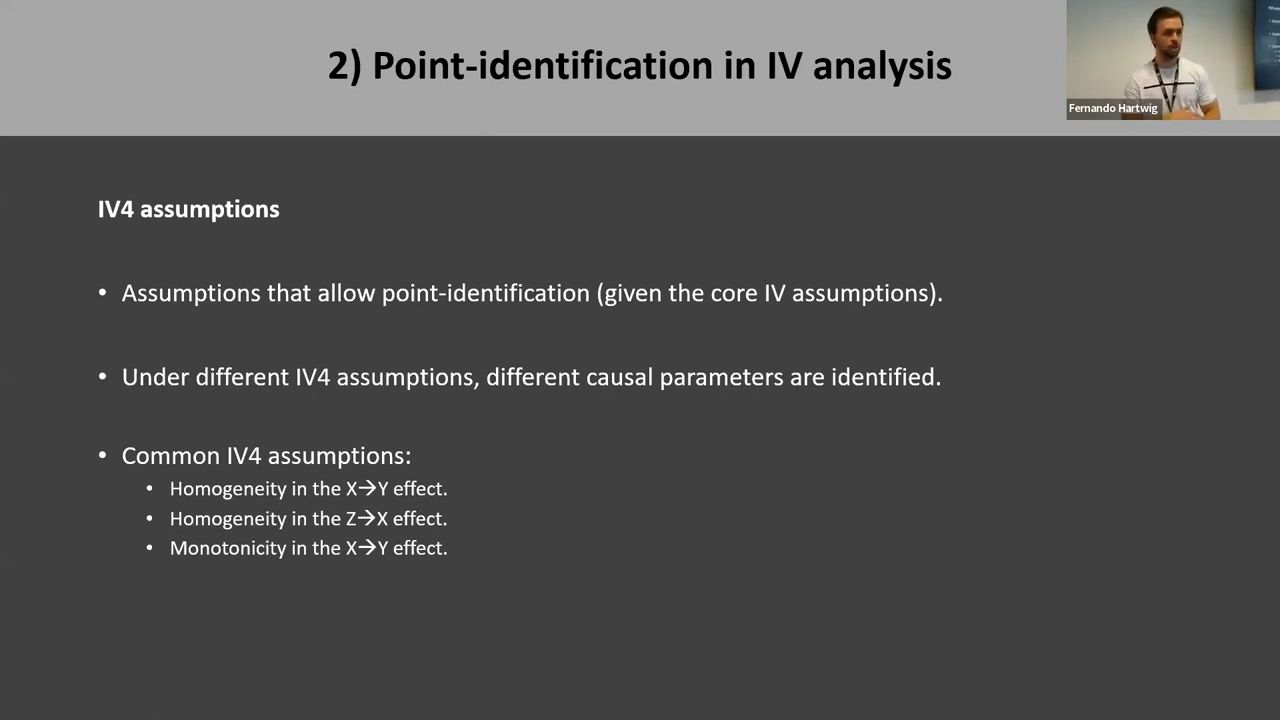 2) Point-identification in IV analysis
Fernando Hartwig
IV4 assumptions
• Assumptions that allow point-identification (given the core IV assumptions).
• Under different IV4 assumptions, different causal parameters are identified.
• Common IV4 assumptions:
• Homogeneity in the X→Y effect.
• Homogeneity in the Z→X effect.
• Monotonicity in the X→Y effect.